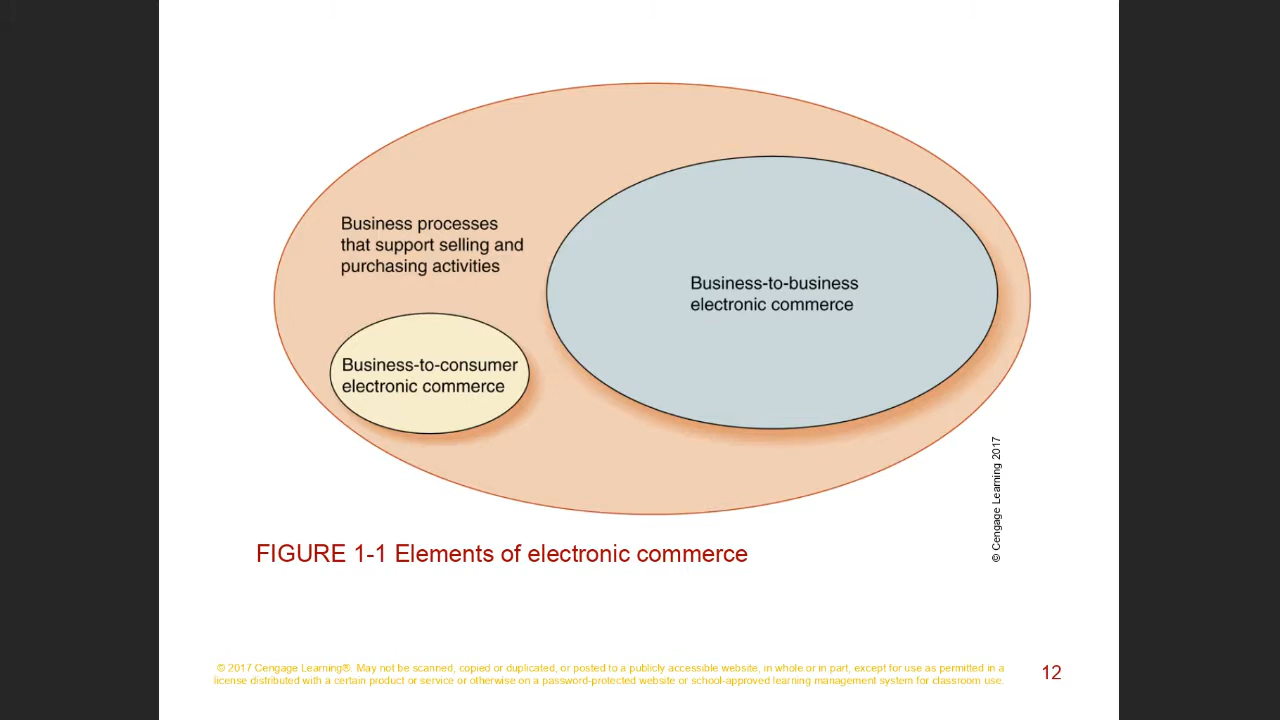 Business processes
that support selling and
purchasing activities
Business-to-business
electronic commerce
Business-to-consumer
electronic commerce
© Cengage Learning 2017
FIGURE 1-1 Elements of electronic commerce
© 2017 Cengage Learning®. May not be scanned, copied or duplicated, or posted to a publicly accessible website, in whole or in part, except for use as permitted in a
license distributed with a certain product or service or otherwise on a password-protected website or school-approved learning management system for classroom use.
12